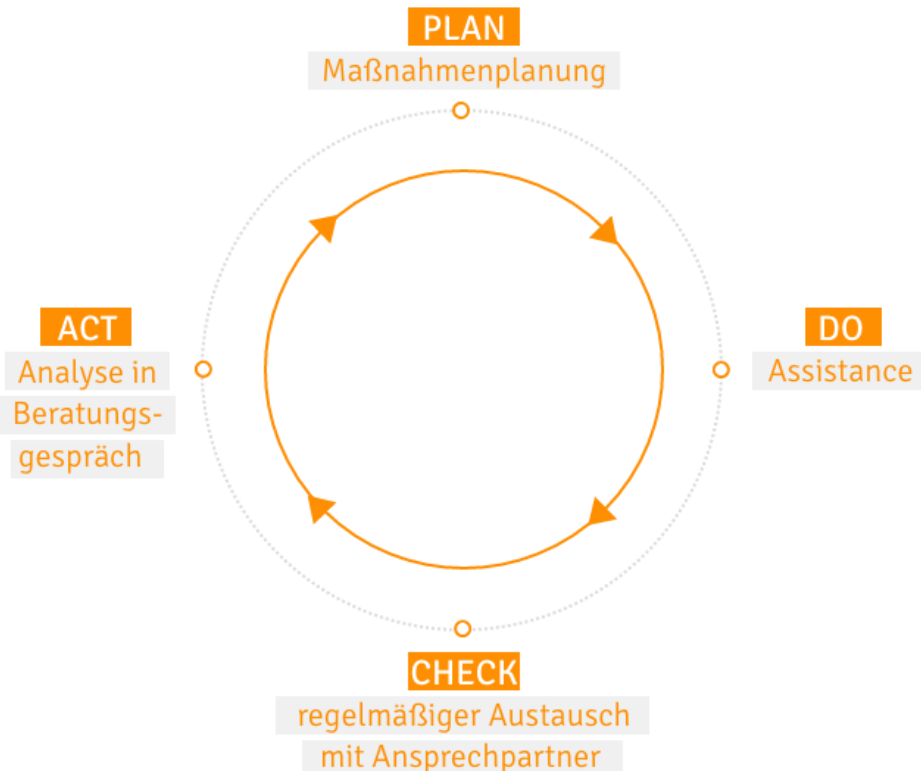 PLAN
Maßnahmenplanung
DO
Assistance
CHECK
regelmäßiger Austausch
mit Ansprechpartner
ACT
Analyse in
Beratungs-
gespräch